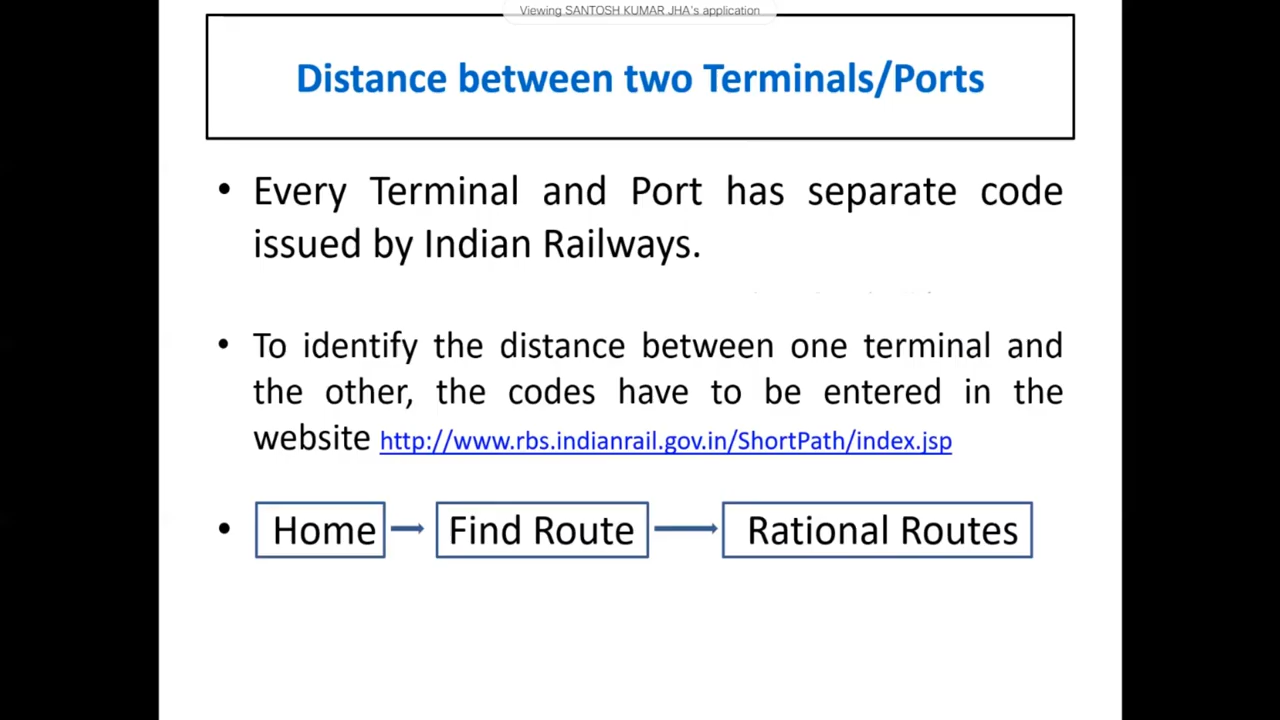 Viewing SANTOSH KUMAR JHA's application
Distance between two Terminals/Ports
• Every Terminal and Port has separate code
issued by Indian Railways.
• To identify the distance between one terminal and
the other, the codes have to be entered in the
website http://www.rbs.indianrail.gov.in/ShortPath/index.jsp
• Home Find Route Rational Routes